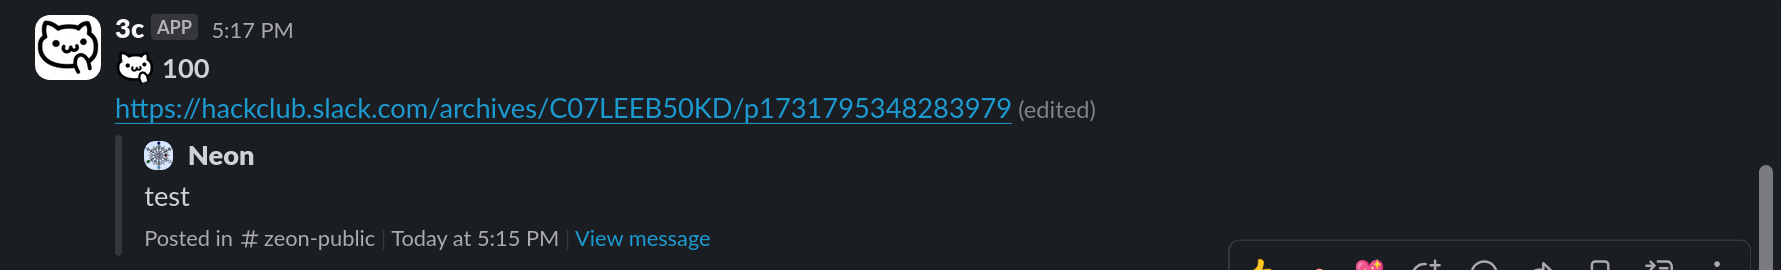 3c APP 5:17 PM
100
https://hackclub.slack.com/archives/C07LEEB50KD/p1731795348283979 (edited)
Neon
test
Posted in # zeon-public | Today at 5:15 PM | View message